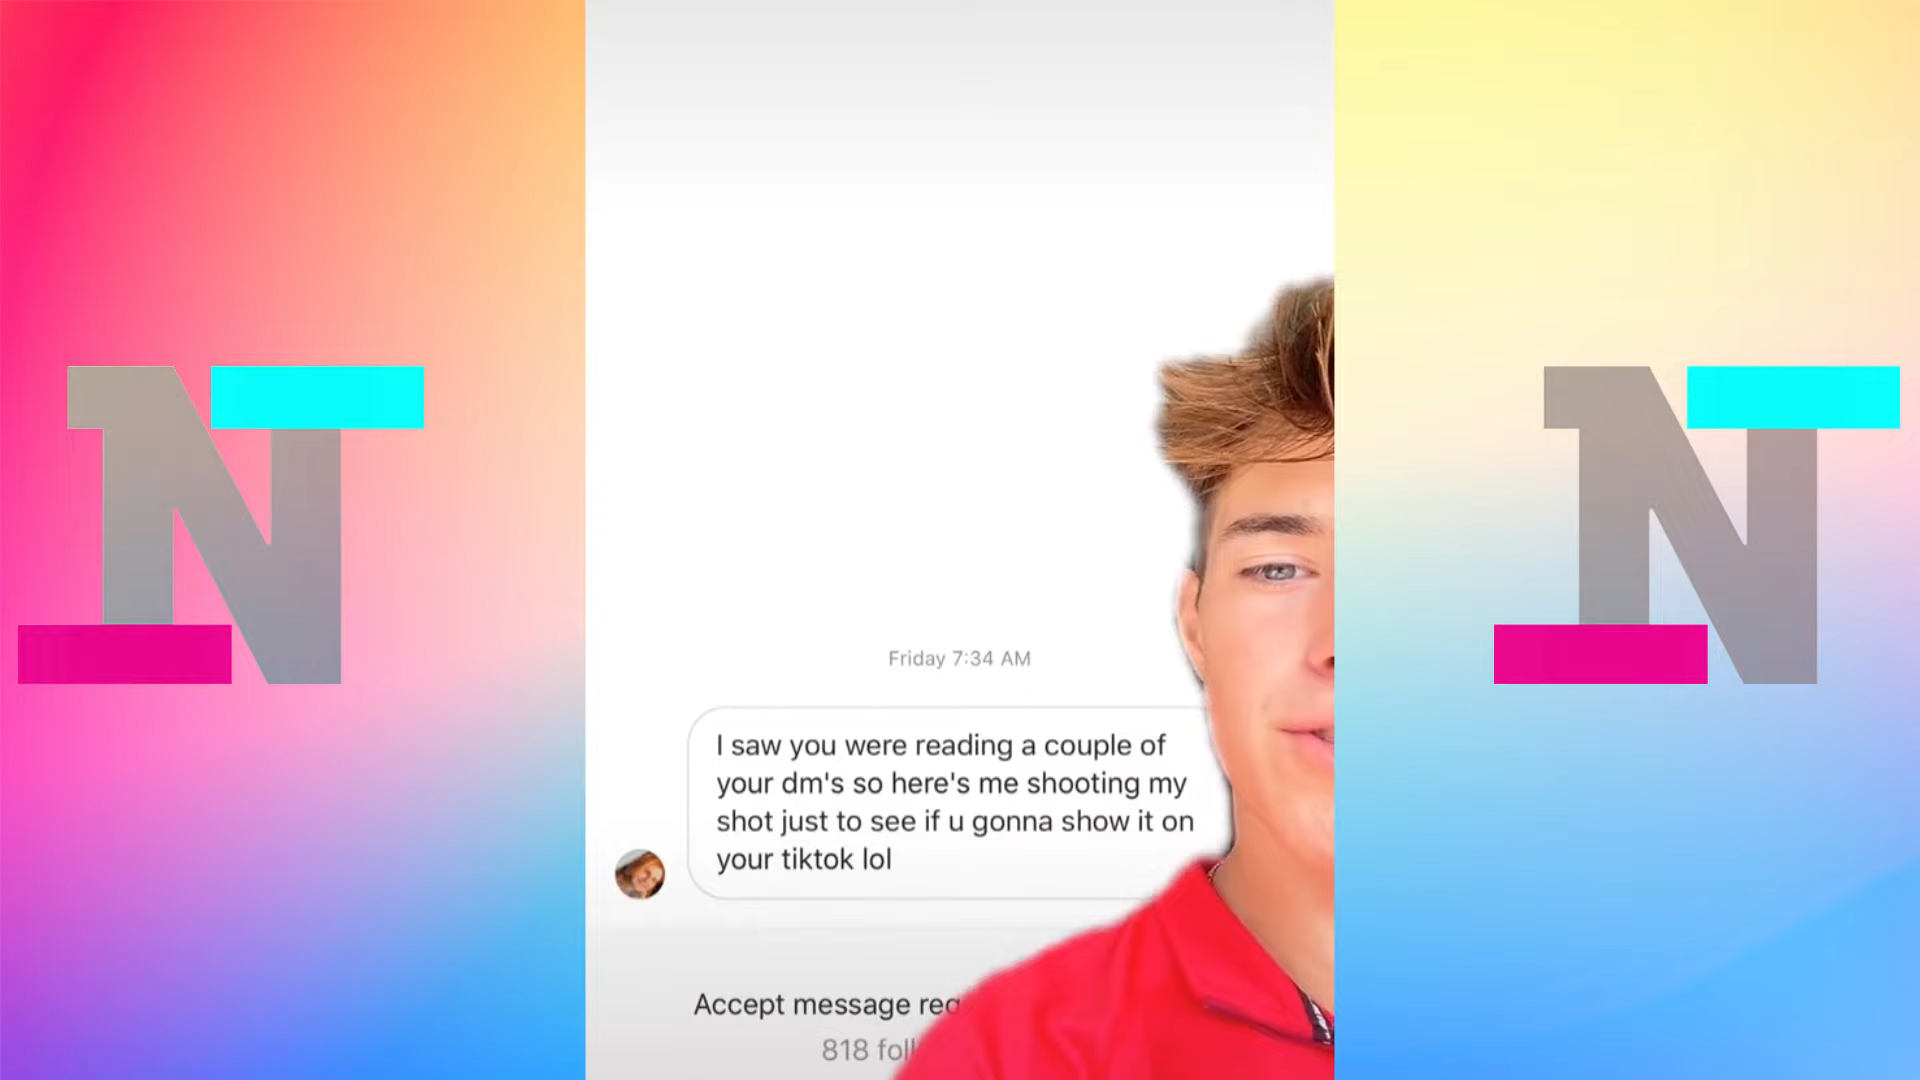 N
N
Friday 7:34 AM
I saw you were reading a couple of
your dm's so here's me shooting my
shot just to see if u gonna show it on
your tiktok lol
Accept message
818